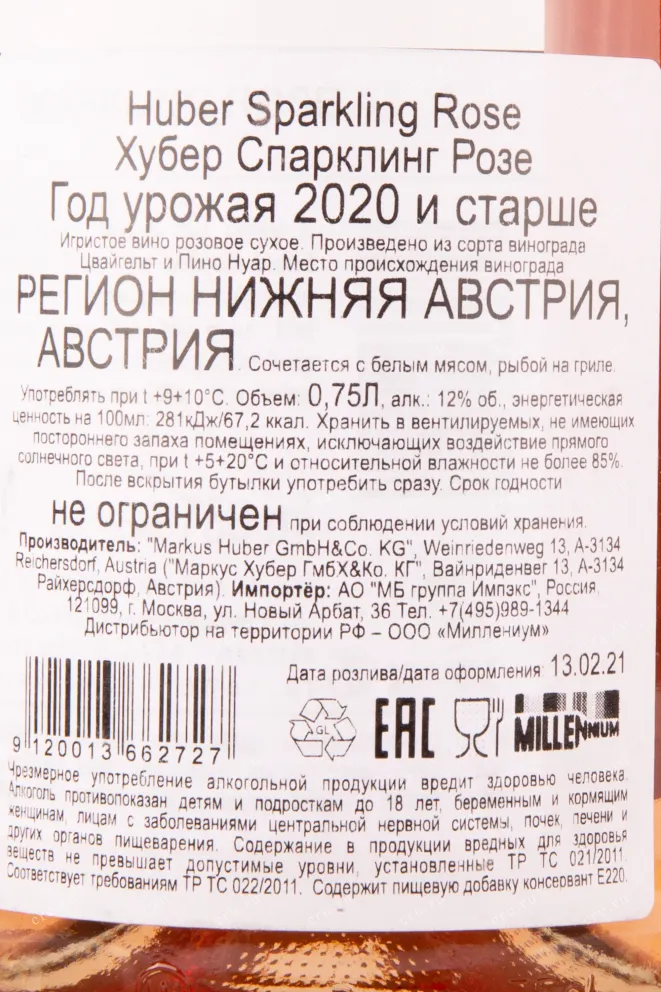 Huber Sparkling Rose
Хубер Спарклинг Розе
Год урожая 2020 и старше
Игристое вино розовое сухое. Произведено из сорта винограда
Цвайгельт и Пино Нуар. Место происхождения винограда
РЕГИОН НИЖНЯЯ АВСТРИЯ,
АВСТРИЯ. Сочетается с белым мясом, рыбой на гриле.
Употреблять при t +9+10°C. Объем: 0,75Л, алк.: 12% об., энергетическая
ценность на 100мл: 281кДж/67,2 ккал. Хранить в вентилируемых, не имеющих
постороннего запаха помещениях, исключающих воздействие прямого
солнечного света, при t +5+20°C и относительной влажности не более 85%.
После вскрытия бутылки употребить сразу. Срок годности
не ограничен при соблюдении условий хранения.
Производитель: "Markus Huber GmbH&Co. KG", Weinriedenweg 13, A-3134
Reichersdorf, Austria ("Маркус Хубер ГмбХ&Ко. КГ", Вайнриденвег 13, А-3134
Райхерсдорф, Австрия). Импортёр: АО "МБ группа Импэкс", Россия,
121099, г. Москва, ул. Новый Арбат, 36 Тел. +7(495)989-1344
Дистрибьютор на территории РФ – ООО «Миллениум»
Дата розлива/дата оформления: 13.02.21
GL
EAC
MILLENNIUM
9 120013 662727
Чрезмерное употребление алкогольной продукции вредит здоровью человека.
Алкоголь противопоказан детям и подросткам до 18 лет, беременным и кормящим
женщинам, лицам с заболеваниями центральной нервной системы, почек, печени и
других органов пищеварения. Содержание в продукции вредных для здоровья
веществ не превышает допустимые уровни, установленные ТР ТС 021/2011.
Соответствует требованиям ТР ТС 022/2011. Содержит пищевую добавку консервант Е220.